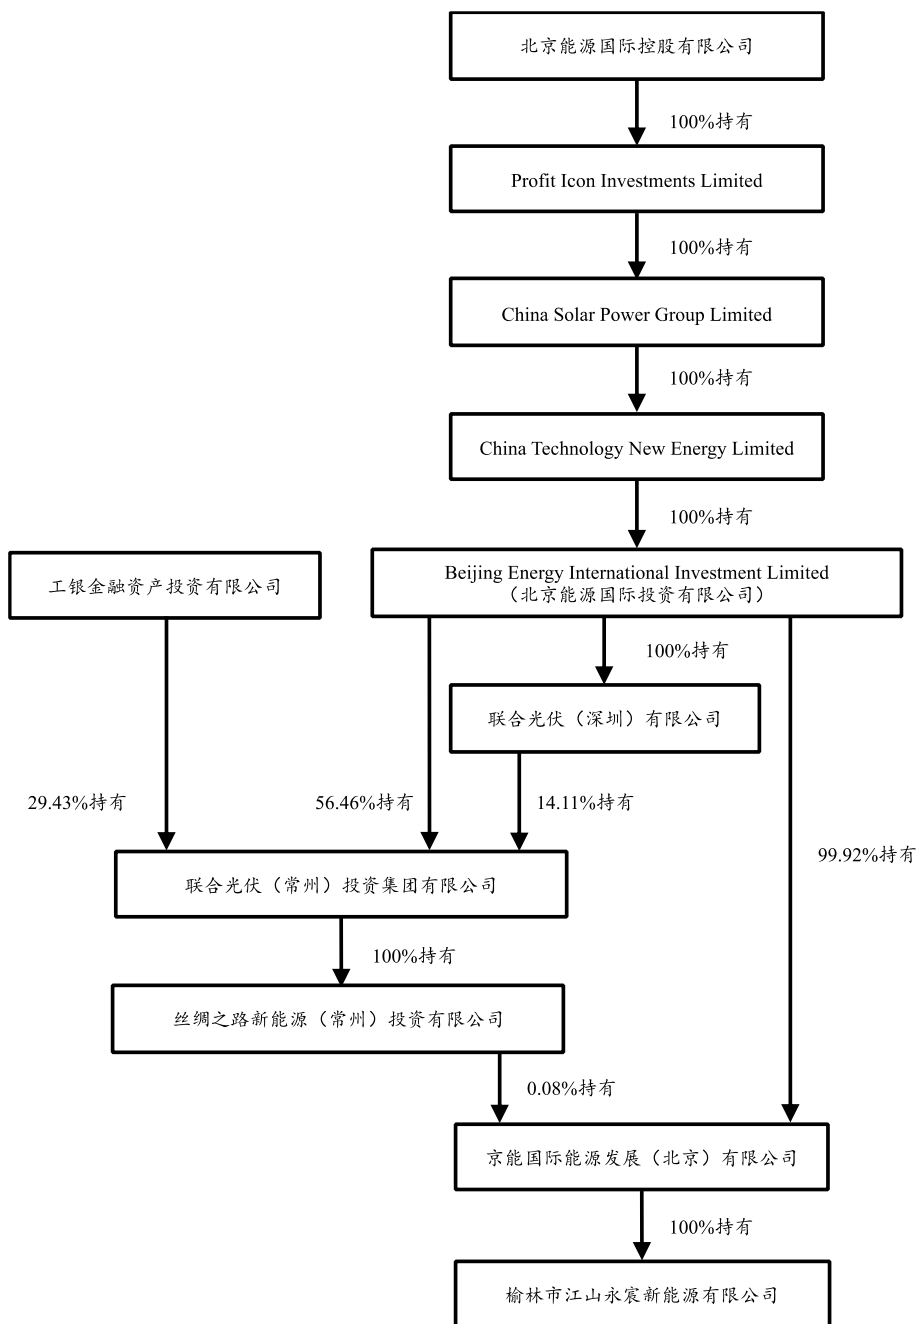 北京能源国际控股有限公司
100%持有
Profit Icon Investments Limited
100%持有
China Solar Power Group Limited
100%持有
China Technology New Energy Limited
100%持有
工银金融资产投资有限公司
Beijing Energy International Investment Limited
（北京能源国际投资有限公司）
100%持有
联合光伏（深圳）有限公司
29.43%持有
56.46%持有
14.11%持有
99.92%持有
联合光伏（常州）投资集团有限公司
100%持有
丝绸之路新能源（常州）投资有限公司
0.08%持有
京能国际能源发展（北京）有限公司
100%持有
榆林市江山永宸新能源有限公司